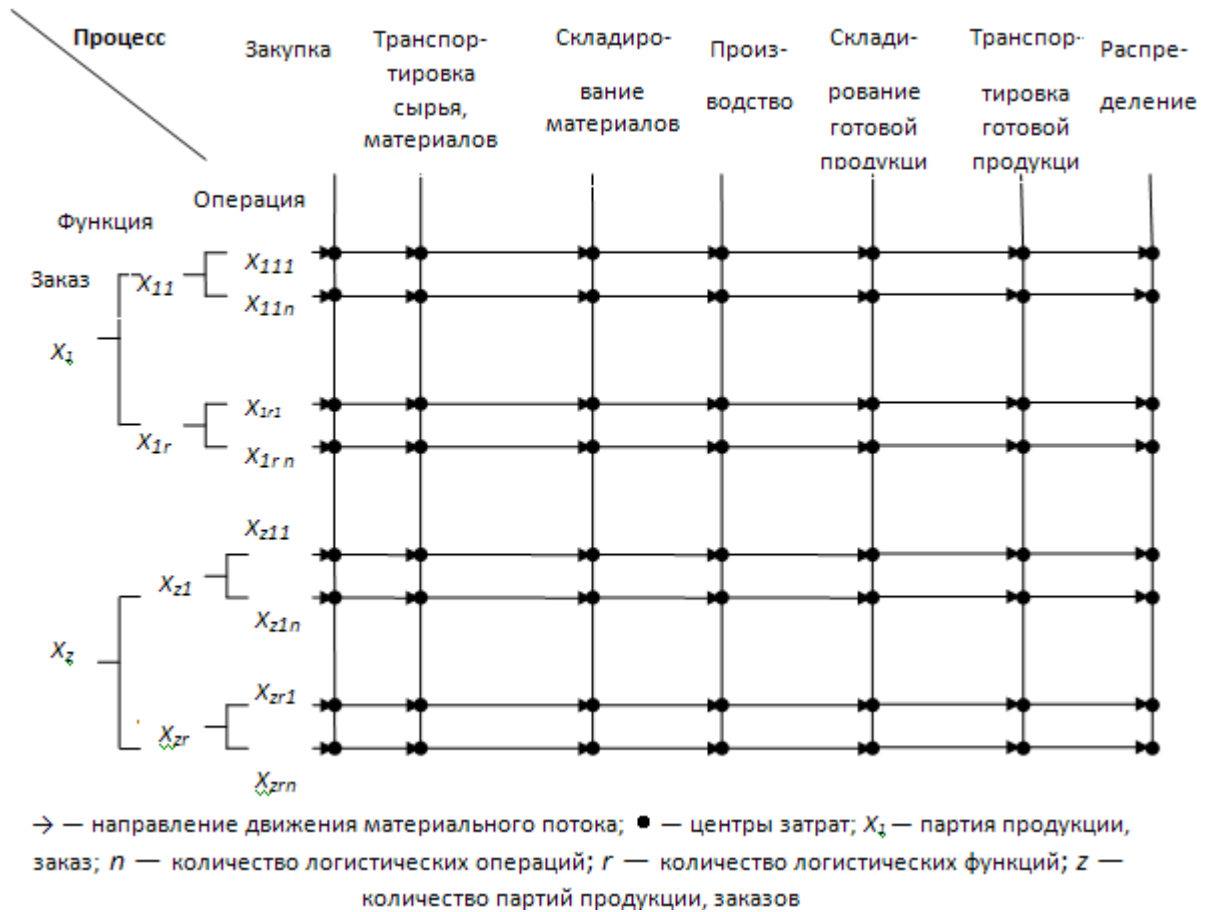 Процесс
Закупка
Транспор-
тировка
сырья,
материалов
Складиро-
вание
материалов
Произ-
водство
Склади-
рование
готовой
продукци
Транспор-
тировка
готовой
продукци
Распре-
деление
Операция
Функция
Заказ
X11
X111
X11n
X1
X1r
X1r1
X1r n
Xz11
Xz1
Xz1n
Xz
Xzr1
Xzr
Xzrn
→ — направление движения материального потока; ● — центры затрат; X1 — партия продукции,
заказ; n — количество логистических операций; r — количество логистических функций; z —
количество партий продукции, заказов